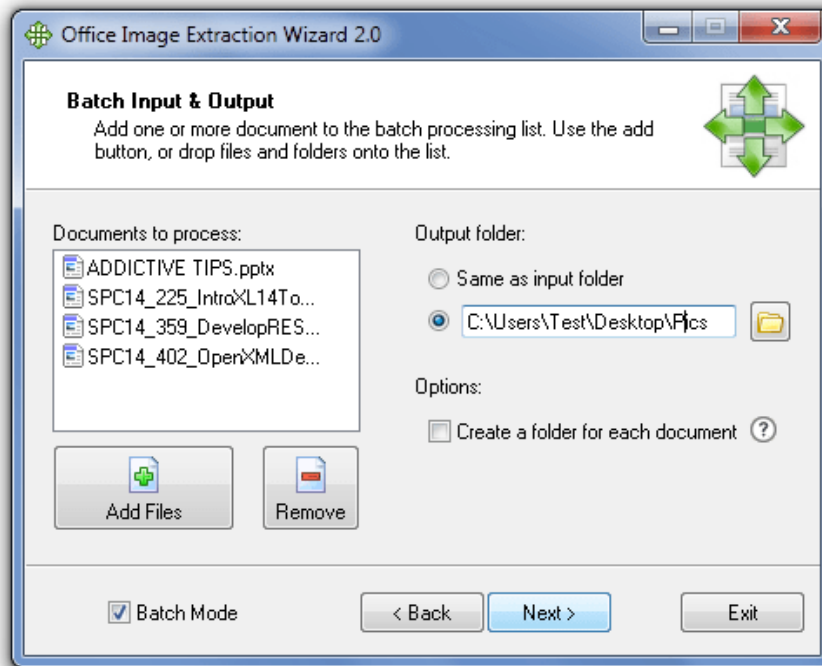 Office Image Extraction Wizard 2.0
Batch Input & Output
Add one or more document to the batch processing list. Use the add
button, or drop files and folders onto the list.
Documents to process:
ADDICTIVE TIPS.pptx
SPC14_225_IntroXL14To...
SPC14_359_DevelopRES...
SPC14_402_OpenXMLDe...
Add Files
Remove
Output folder:
Same as input folder
C:\Users\Test\Desktop\Pics
Options:
Create a folder for each document ?
Batch Mode
< Back
Next >
Exit